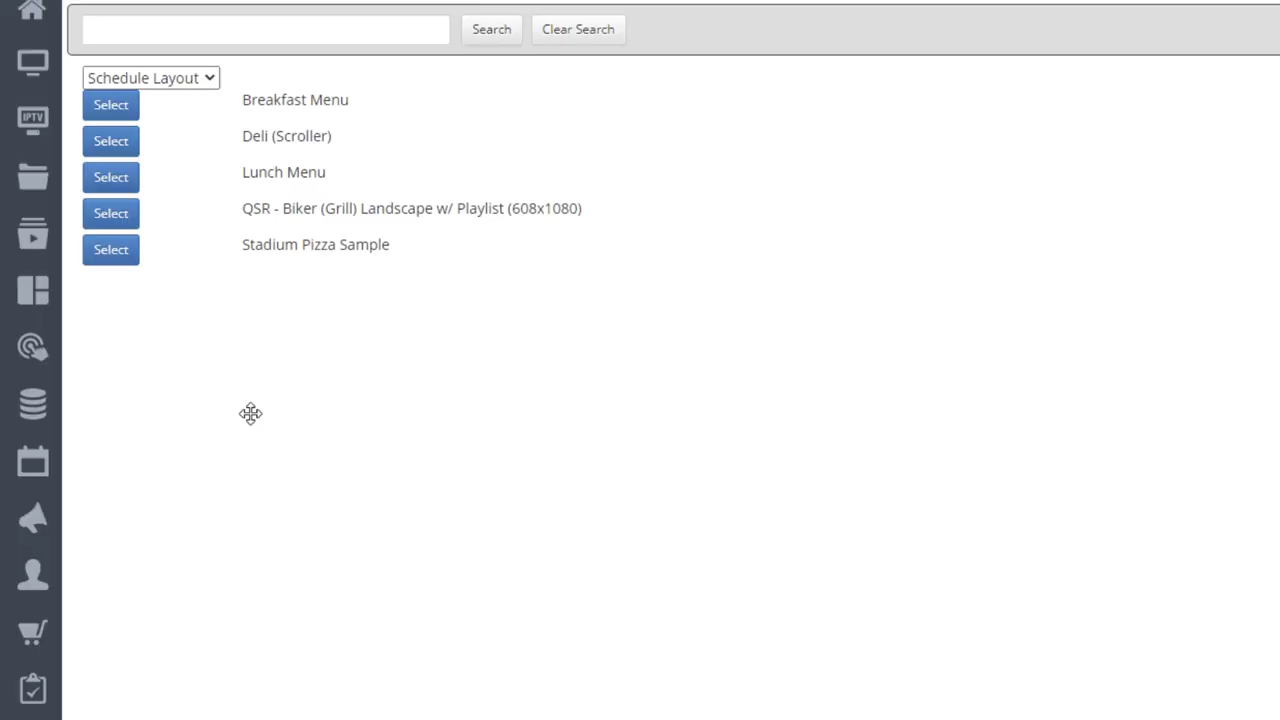 Search Clear Search
IPTV
Schedule Layout
Select Breakfast Menu
Select Deli (Scroller)
Select Lunch Menu
Select QSR - Biker (Grill) Landscape w/ Playlist (608x1080)
Select Stadium Pizza Sample